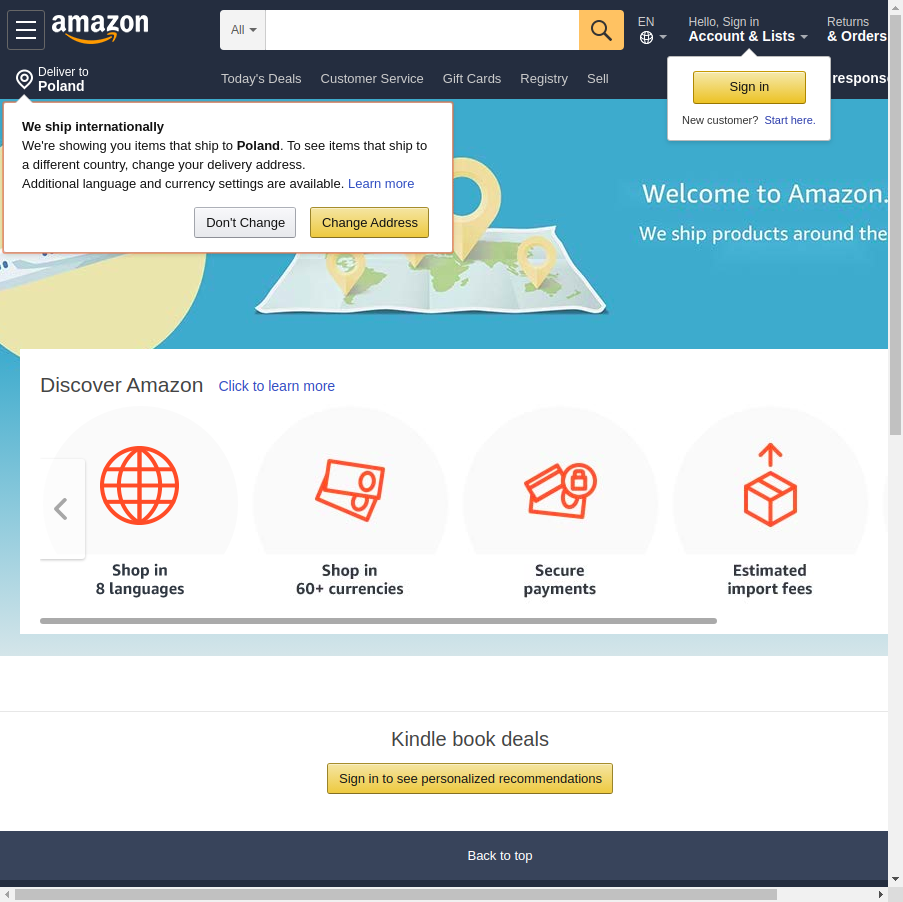 amazon
All
EN
Hello, Sign in
Account & Lists
Returns
& Orders
Deliver to
Poland
Today's Deals
Customer Service
Gift Cards
Registry
Sell
Sign in
New customer? Start here.
We ship internationally
We're showing you items that ship to Poland. To see items that ship to
a different country, change your delivery address.
Additional language and currency settings are available. Learn more
Don't Change
Change Address
Welcome to Amazon.
We ship products around the
Discover Amazon
Click to learn more
Shop in
8 languages
Shop in
60+ currencies
Secure
payments
Estimated
import fees
Kindle book deals
Sign in to see personalized recommendations
Back to top